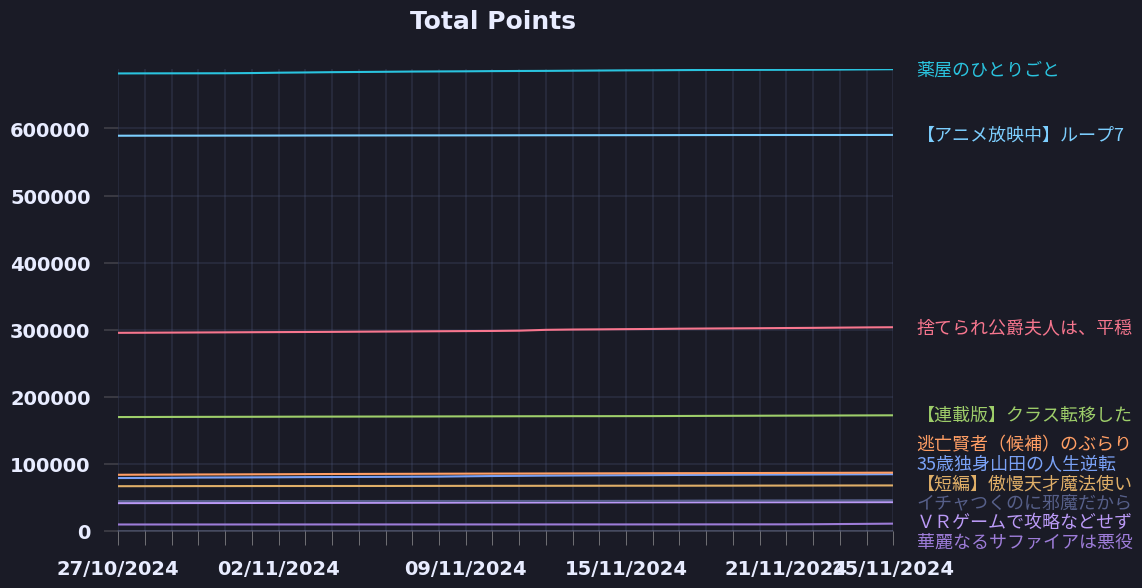 Total Points
薬屋のひとりごと
600000
【アニメ放映中】ループ7
500000
400000
300000
捨てられ公爵夫人は、平穏
200000
【連載版】クラス転移した
逃亡賢者（候補）のぶらり
100000
35歳独身山田の人生逆転
【短編】傲慢天才魔法使い
イチャつくのに邪魔だから
ＶＲゲームで攻略などせず
0
華麗なるサファイアは悪役
27/10/2024
02/11/2024
09/11/2024
15/11/2024
21/11/2024
25/11/2024